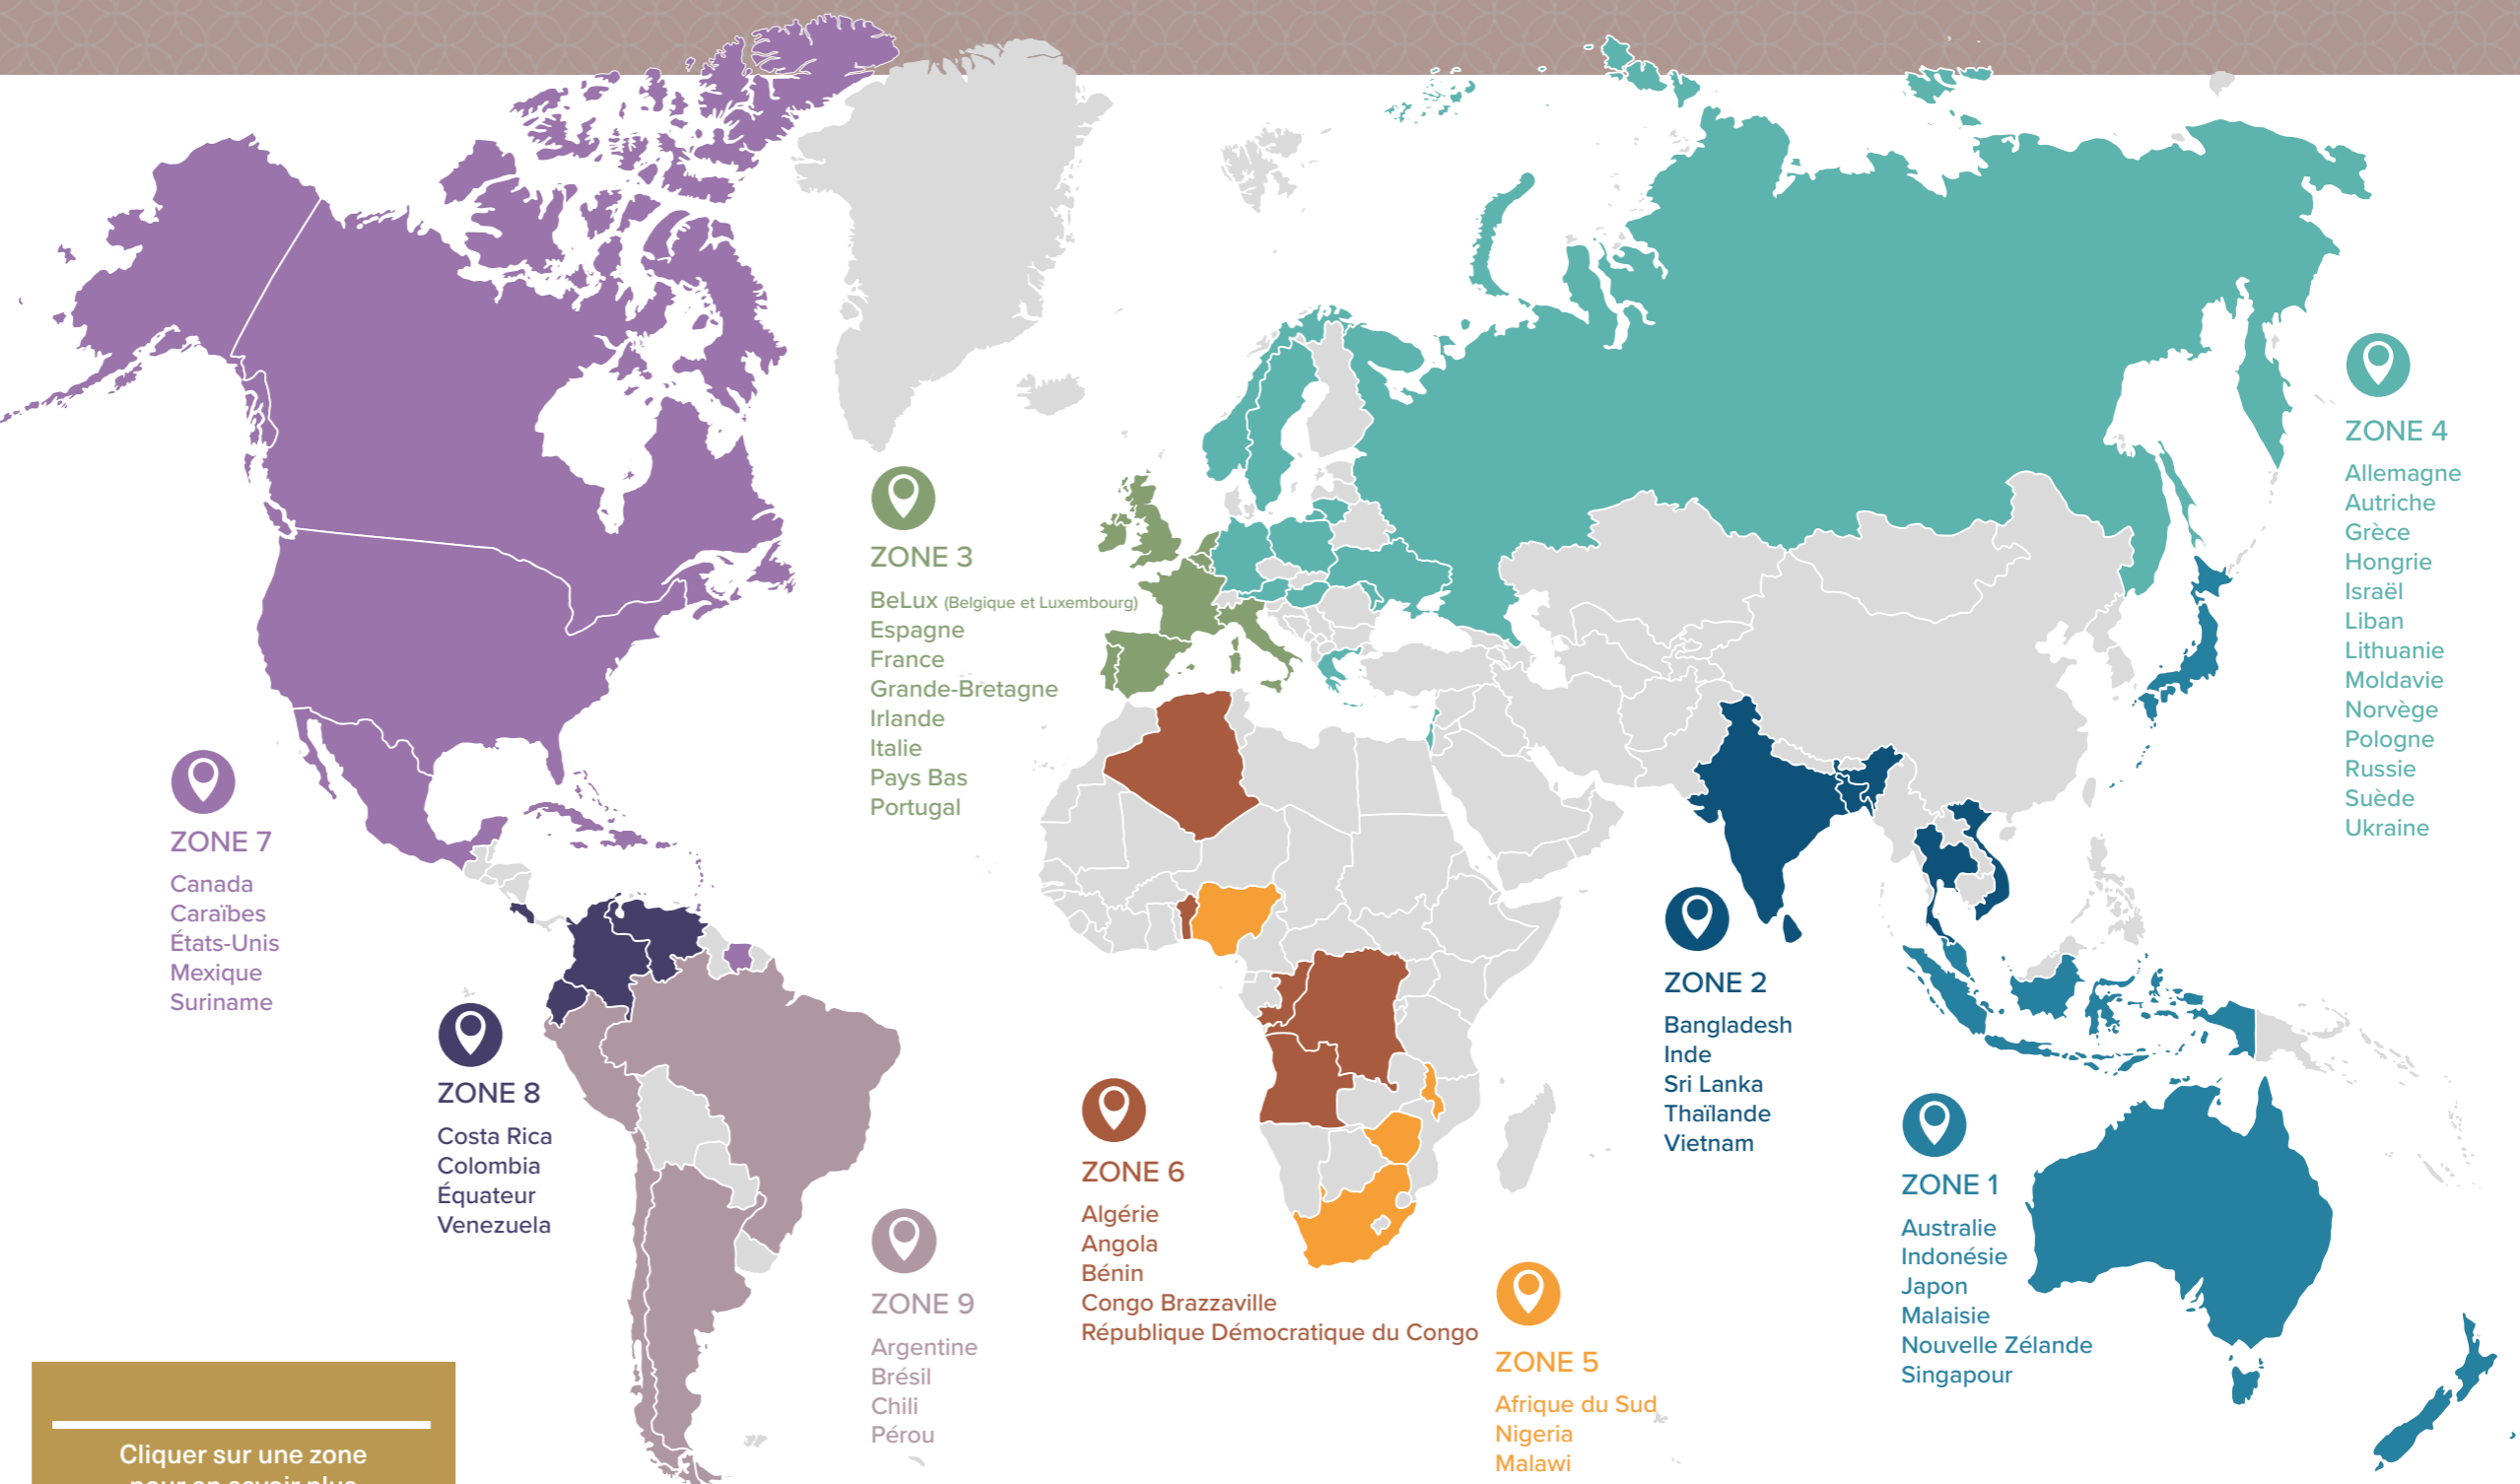 ZONE 4
Allemagne
Autriche
Grèce
Hongrie
Israël
Liban
Lithuanie
Moldavie
Norvège
Pologne
Russie
Suède
Ukraine
ZONE 3
BeLux (Belgique et Luxembourg)
Espagne
France
Grande-Bretagne
Irlande
Italie
Pays Bas
Portugal
ZONE 7
Canada
Caraïbes
États-Unis
Mexique
Suriname
ZONE 2
Bangladesh
Inde
Sri Lanka
Thaïlande
Vietnam
ZONE 8
Costa Rica
Colombia
Équateur
Venezuela
ZONE 6
Algérie
Angola
Bénin
Congo Brazzaville
République Démocratique du Congo
ZONE 1
Australie
Indonésie
Japon
Malaisie
Nouvelle Zélande
Singapour
ZONE 9
Argentine
Brésil
Chili
Pérou
ZONE 5
Afrique du Sud
Nigeria
Malawi
Cliquer sur une zone
pour en savoir plus